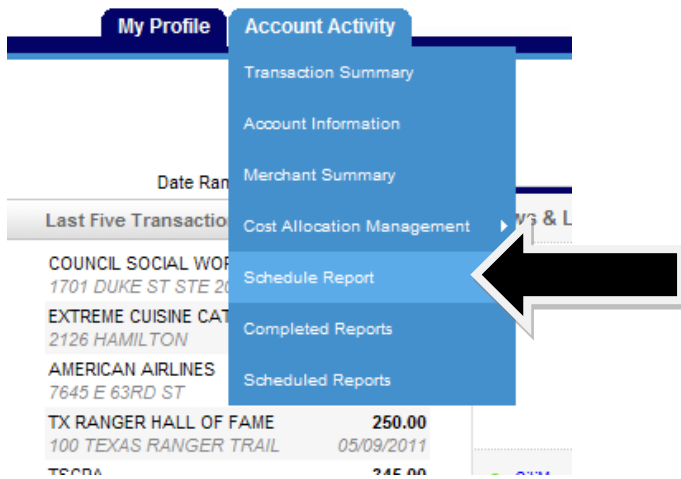 My Profile Account Activity
Transaction Summary
Account Information
Merchant Summary
Cost Allocation Management
Schedule Report
Completed Reports
Scheduled Reports
Date Ran
Last Five Transactio
ws & L
COUNCIL SOCIAL WOR
1701 DUKE ST STE 20
EXTREME CUISINE CAT
2126 HAMILTON
AMERICAN AIRLINES
7645 E 63RD ST
TX RANGER HALL OF FAME 250.00
100 TEXAS RANGER TRAIL 05/09/2011
TSCPA 345.00